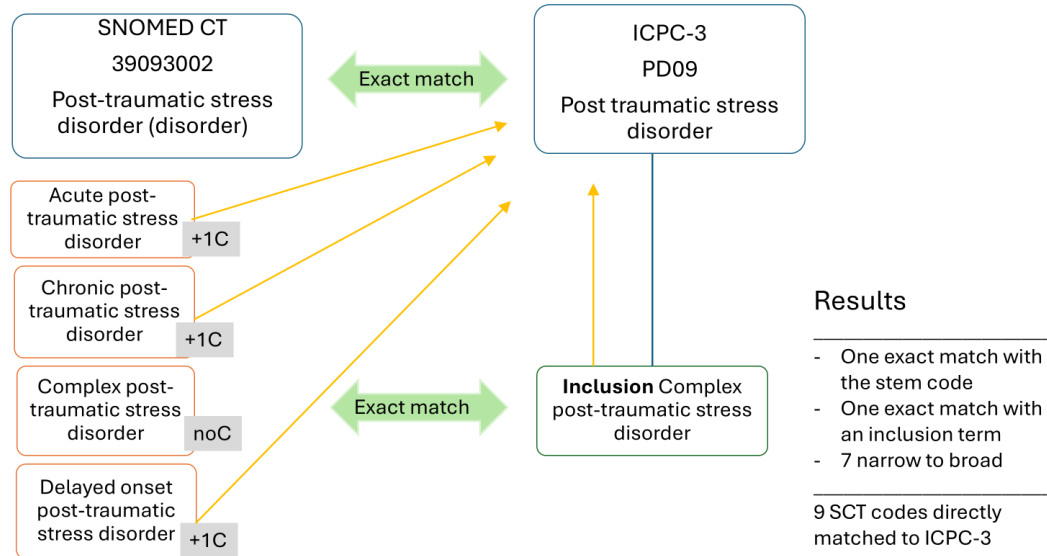 SNOMED CT
39093002
Post-traumatic stress
disorder (disorder)
Exact match
ICPC-3
PD09
Post traumatic stress
disorder
Acute post-
traumatic stress
disorder
+1C
Chronic post-
traumatic stress
disorder
+1C
Complex post-
traumatic stress
disorder
noC
Exact match
Inclusion Complex
post-traumatic stress
disorder
Delayed onset
post-traumatic
stress disorder
+1C
Results
- One exact match with
the stem code
- One exact match with
an inclusion term
- 7 narrow to broad
9 SCT codes directly
matched to ICPC-3